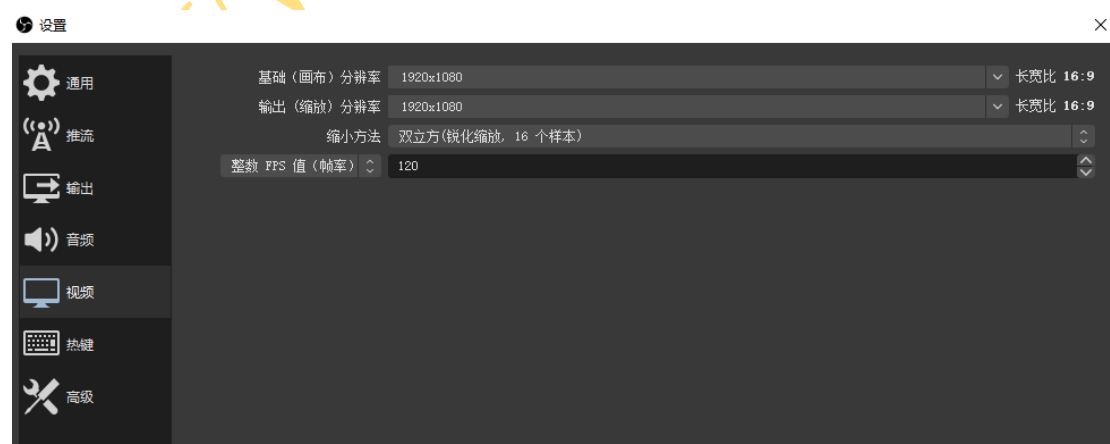 设置
通用
推流
输出
音频
视频
热键
高级
基础（画布）分辨率 1920x1080 长宽比 16:9
输出（缩放）分辨率 1920x1080 长宽比 16:9
缩小方法 双立方(锐化缩放, 16 个样本)
整数 FPS 值（帧率） 120